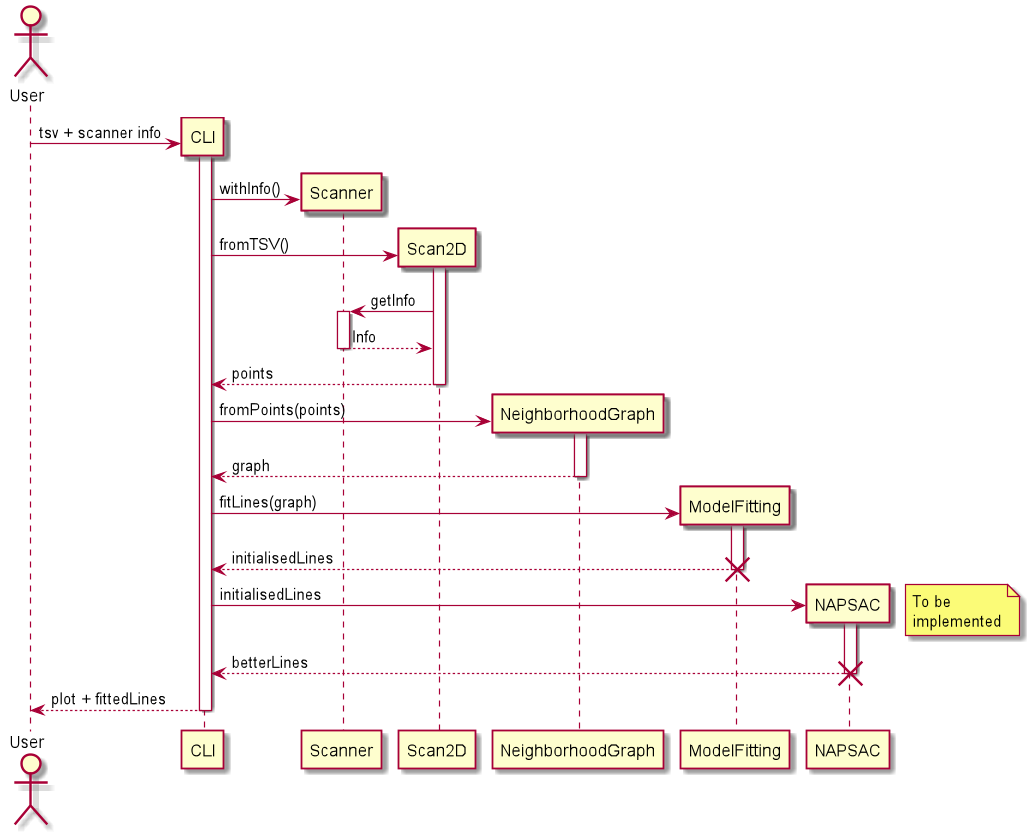 User
CLI
tsv + scanner info
Scanner
withInfo()
Scan2D
fromTSV()
getInfo
Info
points
NeighborhoodGraph
fromPoints(points)
graph
ModelFitting
fitLines(graph)
initialisedLines
NAPSAC
To be
implemented
initialisedLines
betterLines
plot + fittedLines
User
CLI
Scanner
Scan2D
NeighborhoodGraph
ModelFitting
NAPSAC